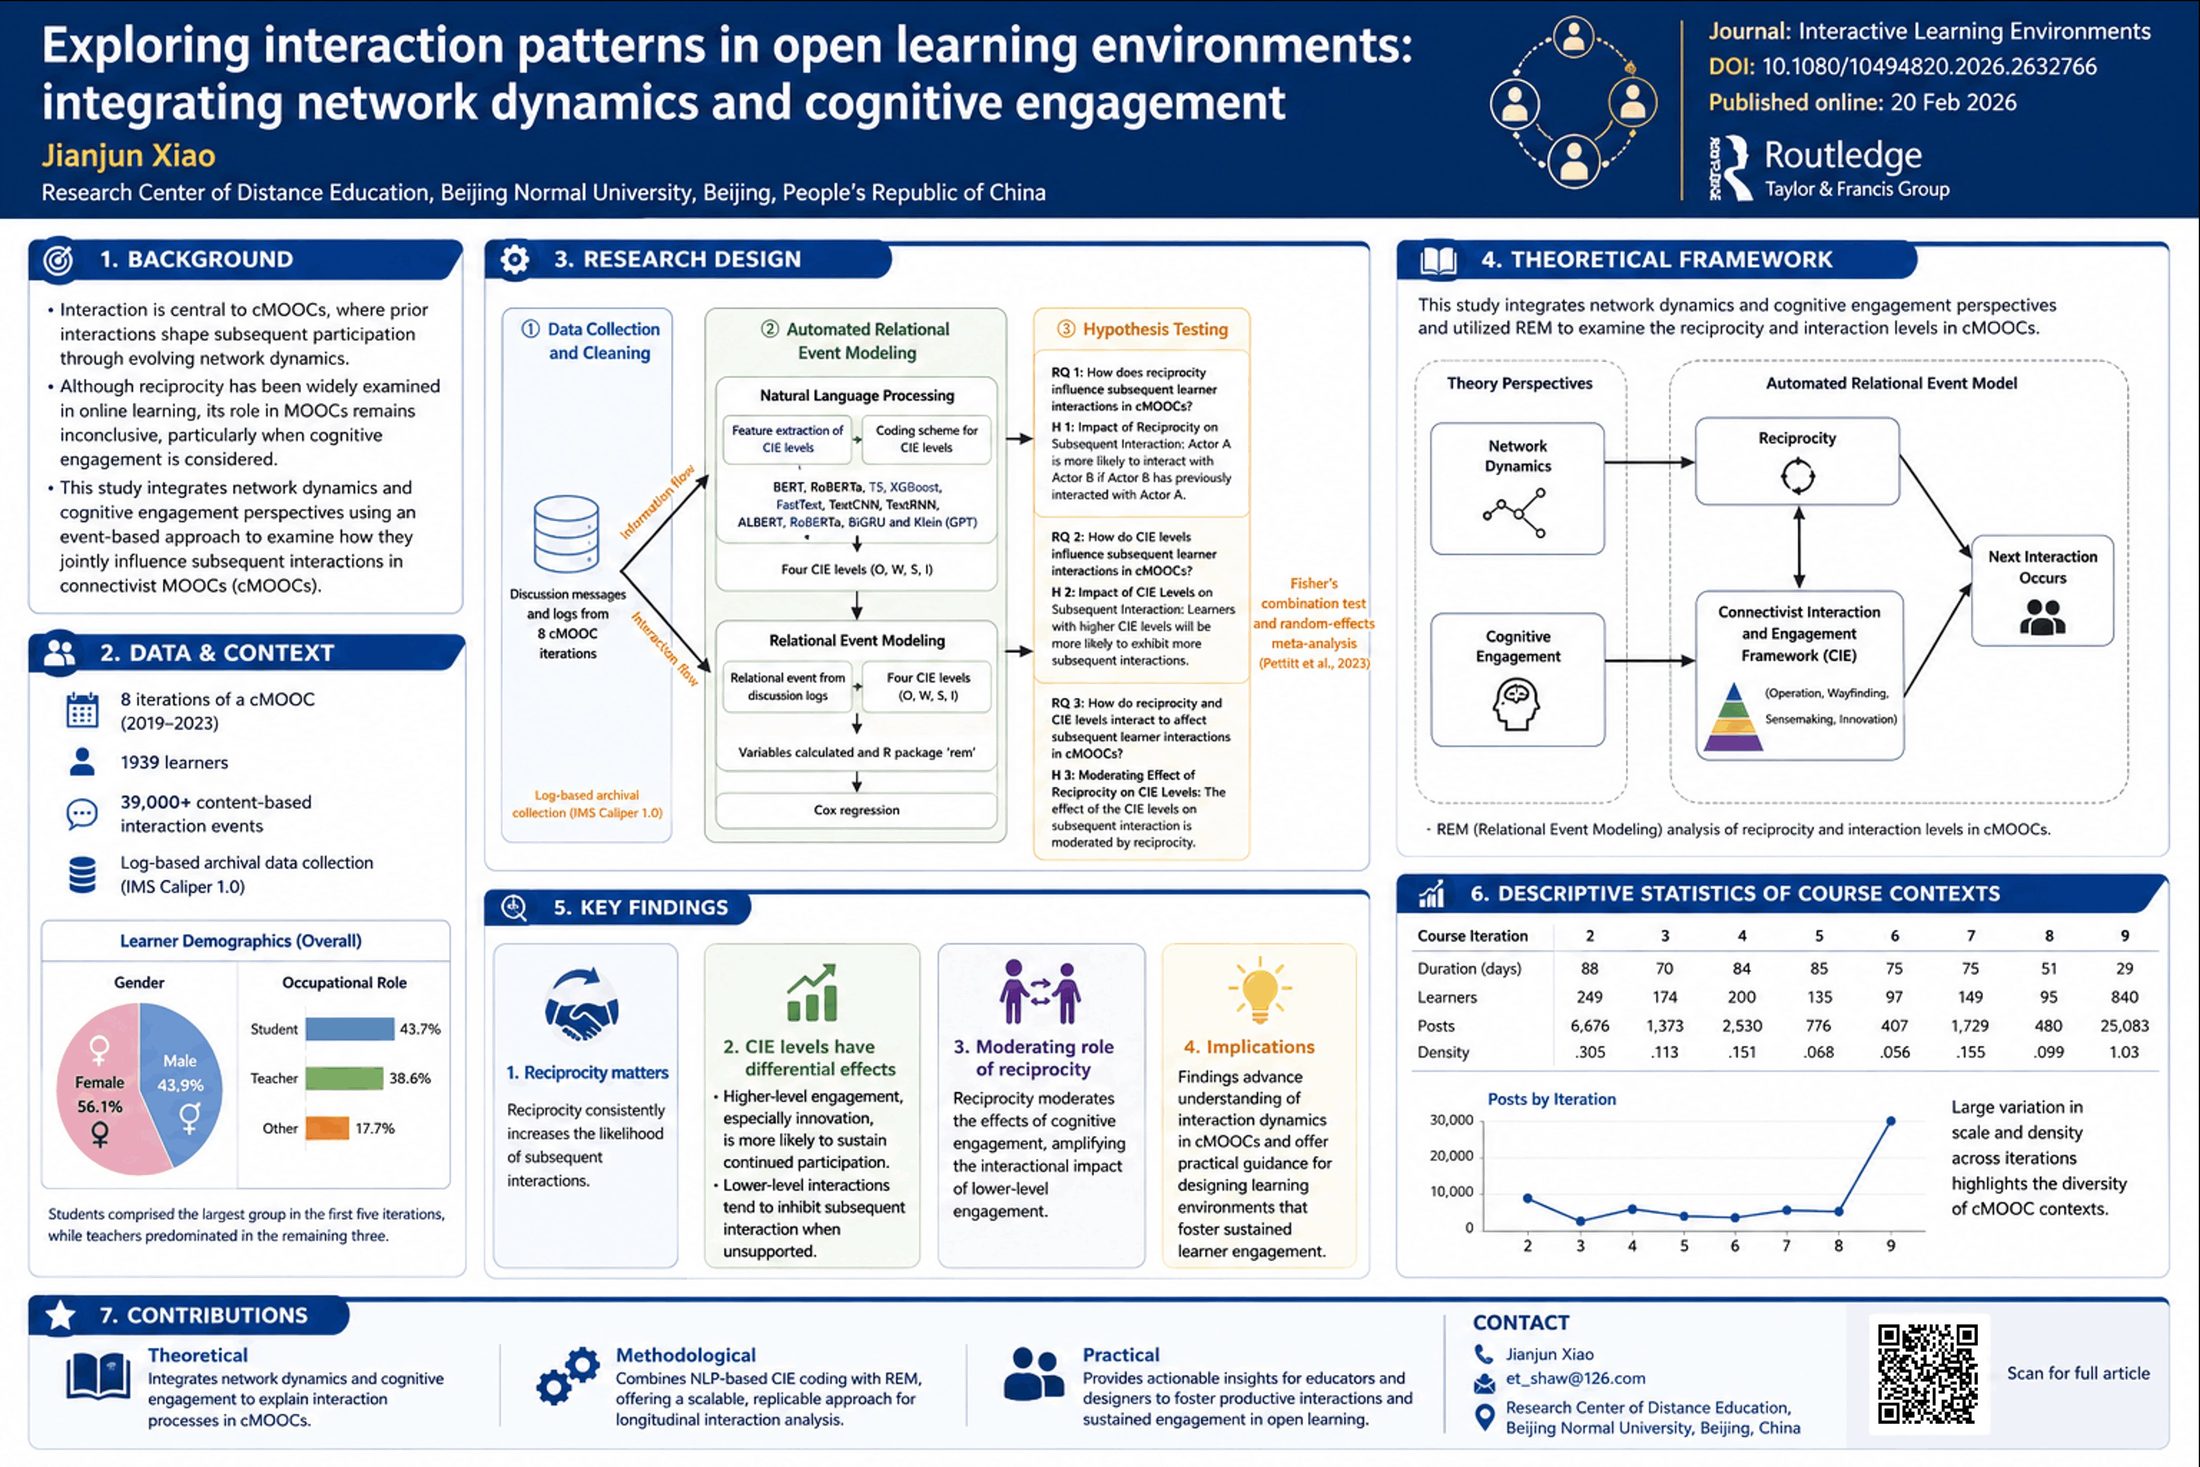 Exploring interaction patterns in open learning environments:
integrating network dynamics and cognitive engagement
Jianjun Xiao
Research Center of Distance Education, Beijing Normal University, Beijing, People's Republic of China
Journal: Interactive Learning Environments
DOI: 10.1080/10494820.2026.2632766
Published online: 20 Feb 2026
Routledge
Taylor & Francis Group
1. BACKGROUND
• Interaction is central to cMOOCs, where prior
interactions shape subsequent participation
through evolving network dynamics.
• Although reciprocity has been widely examined
in online learning, its role in MOOCs remains
inconclusive, particularly when cognitive
engagement is considered.
• This study integrates network dynamics and
cognitive engagement perspectives using an
event-based approach to examine how they
jointly influence subsequent interactions in
connectivist MOOCs (cMOOCs).
2. DATA & CONTEXT
8 iterations of a cMOOC
(2019–2023)
1939 learners
39,000+ content-based
interaction events
Log-based archival data collection
(IMS Caliper 1.0)
Learner Demographics (Overall)
Gender
Female
56.1%
Male
43,9%
Occupational Role
Student 43.7%
Teacher 38.6%
Other 17.7%
Students comprised the largest group in the first five iterations,
while teachers predominated in the remaining three.
3. RESEARCH DESIGN
① Data Collection
and Cleaning
Discussion messages
and logs from
8 cMOOC
iterations
Log-based archival
collection (IMS Caliper 1.0)
Information flow
Interaction flow
② Automated Relational
Event Modeling
Natural Language Processing
Feature extraction of
CIE levels
Coding scheme for
CIE levels
BERT, RoBERTa, TS, XGBoost,
FastText, TextCNN, TextRNN,
ALBERT, RoBERTa, BiGRU and Klein (GPT)
Four CIE levels (O, W, S, I)
Relational Event Modeling
Relational event from
discussion logs
Four CIE levels
(O, W, S, I)
Variables calculated and R package 'rem'
Cox regression
③ Hypothesis Testing
RQ 1: How does reciprocity
influence subsequent learner
interactions in cMOOCs?
H 1: Impact of Reciprocity on
Subsequent Interaction: Actor A
is more likely to interact with
Actor B if Actor B has previously
interacted with Actor A.
RQ 2: How do CIE levels
influence subsequent learner
interactions in cMOOCs?
H 2: Impact of CIE Levels on
Subsequent Interaction: Learners
with higher CIE levels will be
more likely to exhibit more
subsequent interactions.
RQ 3: How do reciprocity and
CIE levels interact to affect
subsequent learner interactions
in cMOOCs?
H 3: Moderating Effect of
Reciprocity on CIE Levels: The
effect of the CIE levels on
subsequent interaction is
moderated by reciprocity.
Fisher's
combination test
and random-effects
meta-analysis
(Pettitt et al., 2023)
4. THEORETICAL FRAMEWORK
This study integrates network dynamics and cognitive engagement perspectives
and utilized REM to examine the reciprocity and interaction levels in cMOOCs.
Theory Perspectives
Network
Dynamics
Cognitive
Engagement
Automated Relational Event Model
Reciprocity
Connectivist Interaction
and Engagement
Framework (CIE)
(Operation, Wayfinding,
Sensemaking, Innovation)
Next Interaction
Occurs
- REM (Relational Event Modeling) analysis of reciprocity and interaction levels in cMOOCs.
5. KEY FINDINGS
1. Reciprocity matters
Reciprocity consistently
increases the likelihood
of subsequent
interactions.
2. CIE levels have
differential effects
• Higher-level engagement,
especially innovation,
is more likely to sustain
continued participation.
• Lower-level interactions
tend to inhibit subsequent
interaction when
unsupported.
3. Moderating role
of reciprocity
Reciprocity moderates
the effects of cognitive
engagement, amplifying
the interactional impact
of lower-level
engagement.
4. Implications
Findings advance
understanding of
interaction dynamics
in cMOOCs and offer
practical guidance for
designing learning
environments that
foster sustained
learner engagement.
6. DESCRIPTIVE STATISTICS OF COURSE CONTEXTS
Course Iteration 2 3 4 5 6 7 8 9
Duration (days) 88 70 84 85 75 75 51 29
Learners 249 174 200 135 97 149 95 840
Posts 6,676 1,373 2,530 776 407 1,729 480 25,083
Density .305 .113 .151 .068 .056 .155 .099 1.03
Posts by Iteration
30,000
20,000
10,000
0
2 3 4 5 6 7 8 9
Large variation in
scale and density
across iterations
highlights the diversity
of cMOOC contexts.
7. CONTRIBUTIONS
Theoretical
Integrates network dynamics and cognitive
engagement to explain interaction
processes in cMOOCs.
Methodological
Combines NLP-based CIE coding with REM,
offering a scalable, replicable approach for
longitudinal interaction analysis.
Practical
Provides actionable insights for educators and
designers to foster productive interactions and
sustained engagement in open learning.
CONTACT
Jianjun Xiao
et_shaw@126.com
Research Center of Distance Education,
Beijing Normal University, Beijing, China
Scan for full article